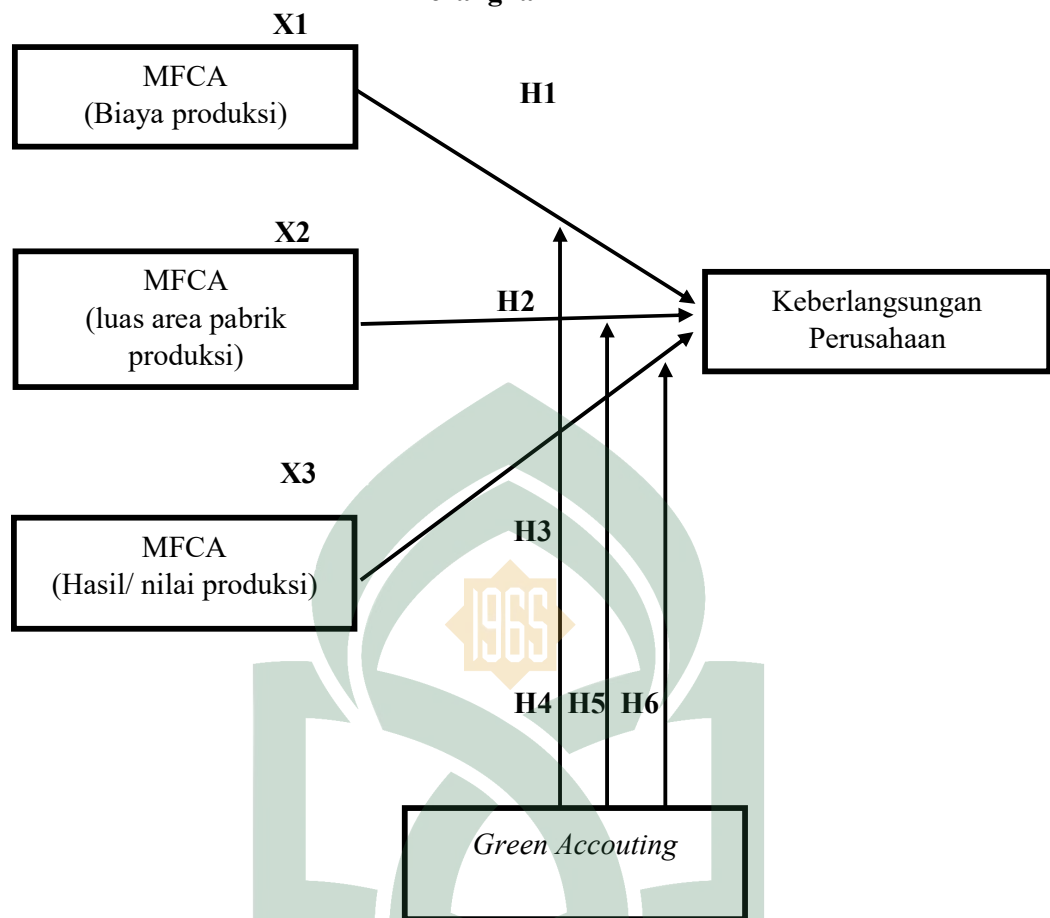 X1
MFCA
(Biaya produksi)
H1
X2
MFCA
(luas area pabrik
produksi)
H2
Keberlangsungan
Perusahaan
X3
MFCA
(Hasil/ nilai produksi)
H3
1965
H4 H5 H6
Green Accouting